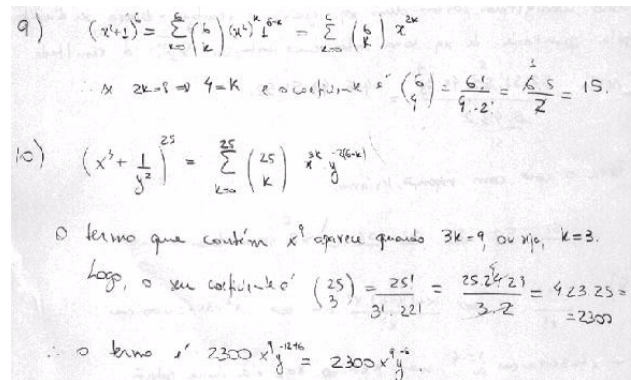 9) (x²+1)⁶ = Σ_{k=0}^{6} (6 k) (x²)^k 1^{6-k} = Σ_{k=0}^{6} (6 k) x^{2k}
2k=8 ⇒ 4=k e o coeficiente é (6 4) = 6!/4!·2! = 6·5/2 = 15.
10) (x³ + 1/y²)^25 = Σ_{k=0}^{25} (25 k) x^{3k} y^{-2(6-k)}
O termo que contém x⁹ aparece quando 3k=9, ou seja, k=3.
Logo, o seu coeficiente é (25 3) = 25!/3!·22! = 25.24.23/3.2 = 4.23.25 =
=2300
∴ o termo é 2300 x⁹ y^{-12+6} = 2300 x⁹ y^{-6}.